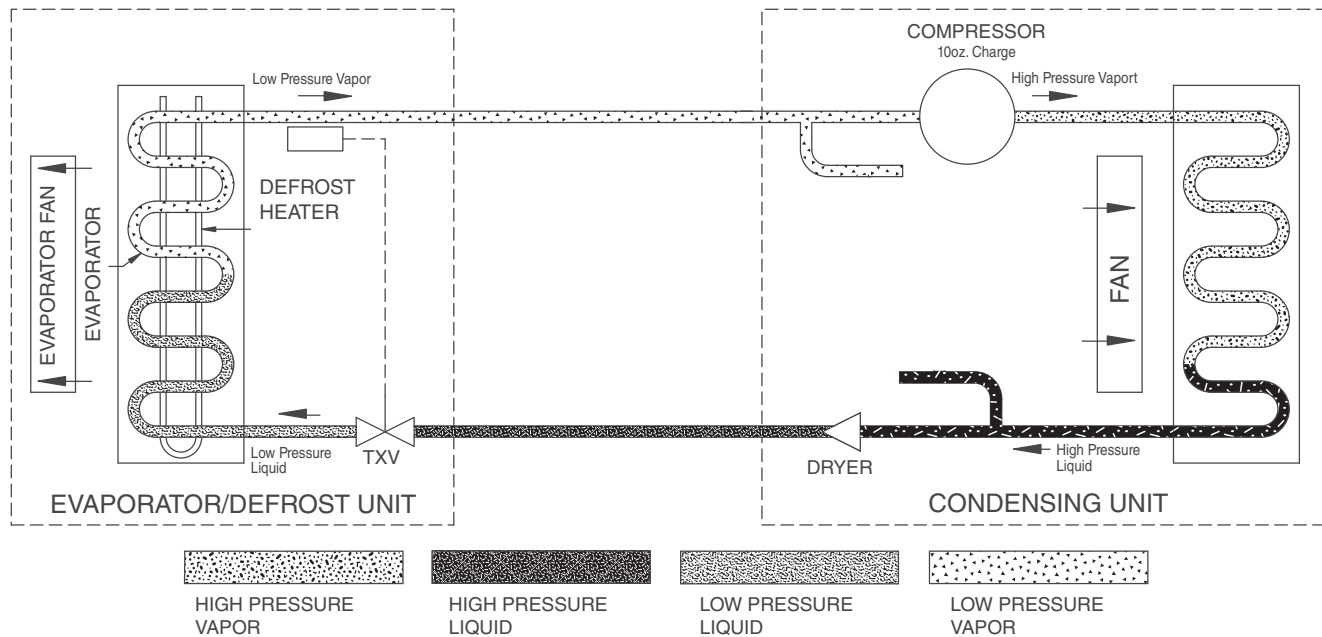 COMPRESSOR
10oz. Charge
Low Pressure Vapor
High Pressure Vaport
EVAPORATOR FAN
EVAPORATOR
DEFROST
HEATER
FAN
Low Pressure
Liquid
TXV
DRYER
High Pressure
Liquid
EVAPORATOR/DEFROST UNIT
CONDENSING UNIT
HIGH PRESSURE
VAPOR
HIGH PRESSURE
LIQUID
LOW PRESSURE
LIQUID
LOW PRESSURE
VAPOR